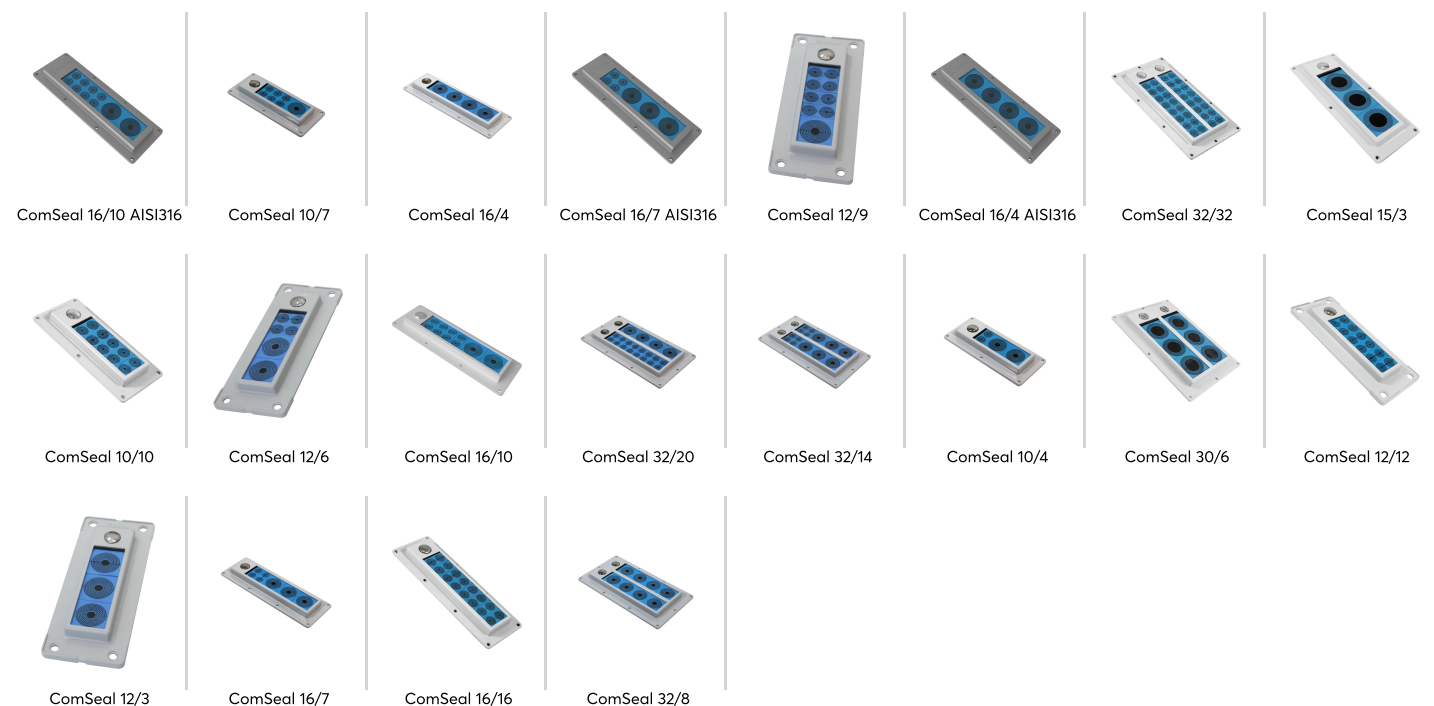 ComSeal 16/10 AISI316
ComSeal 10/7
ComSeal 16/4
ComSeal 16/7 AISI316
ComSeal 12/9
ComSeal 16/4 AISI316
ComSeal 32/32
ComSeal 15/3
ComSeal 10/10
ComSeal 12/6
ComSeal 16/10
ComSeal 32/20
ComSeal 32/14
ComSeal 10/4
ComSeal 30/6
ComSeal 12/12
ComSeal 12/3
ComSeal 16/7
ComSeal 16/16
ComSeal 32/8